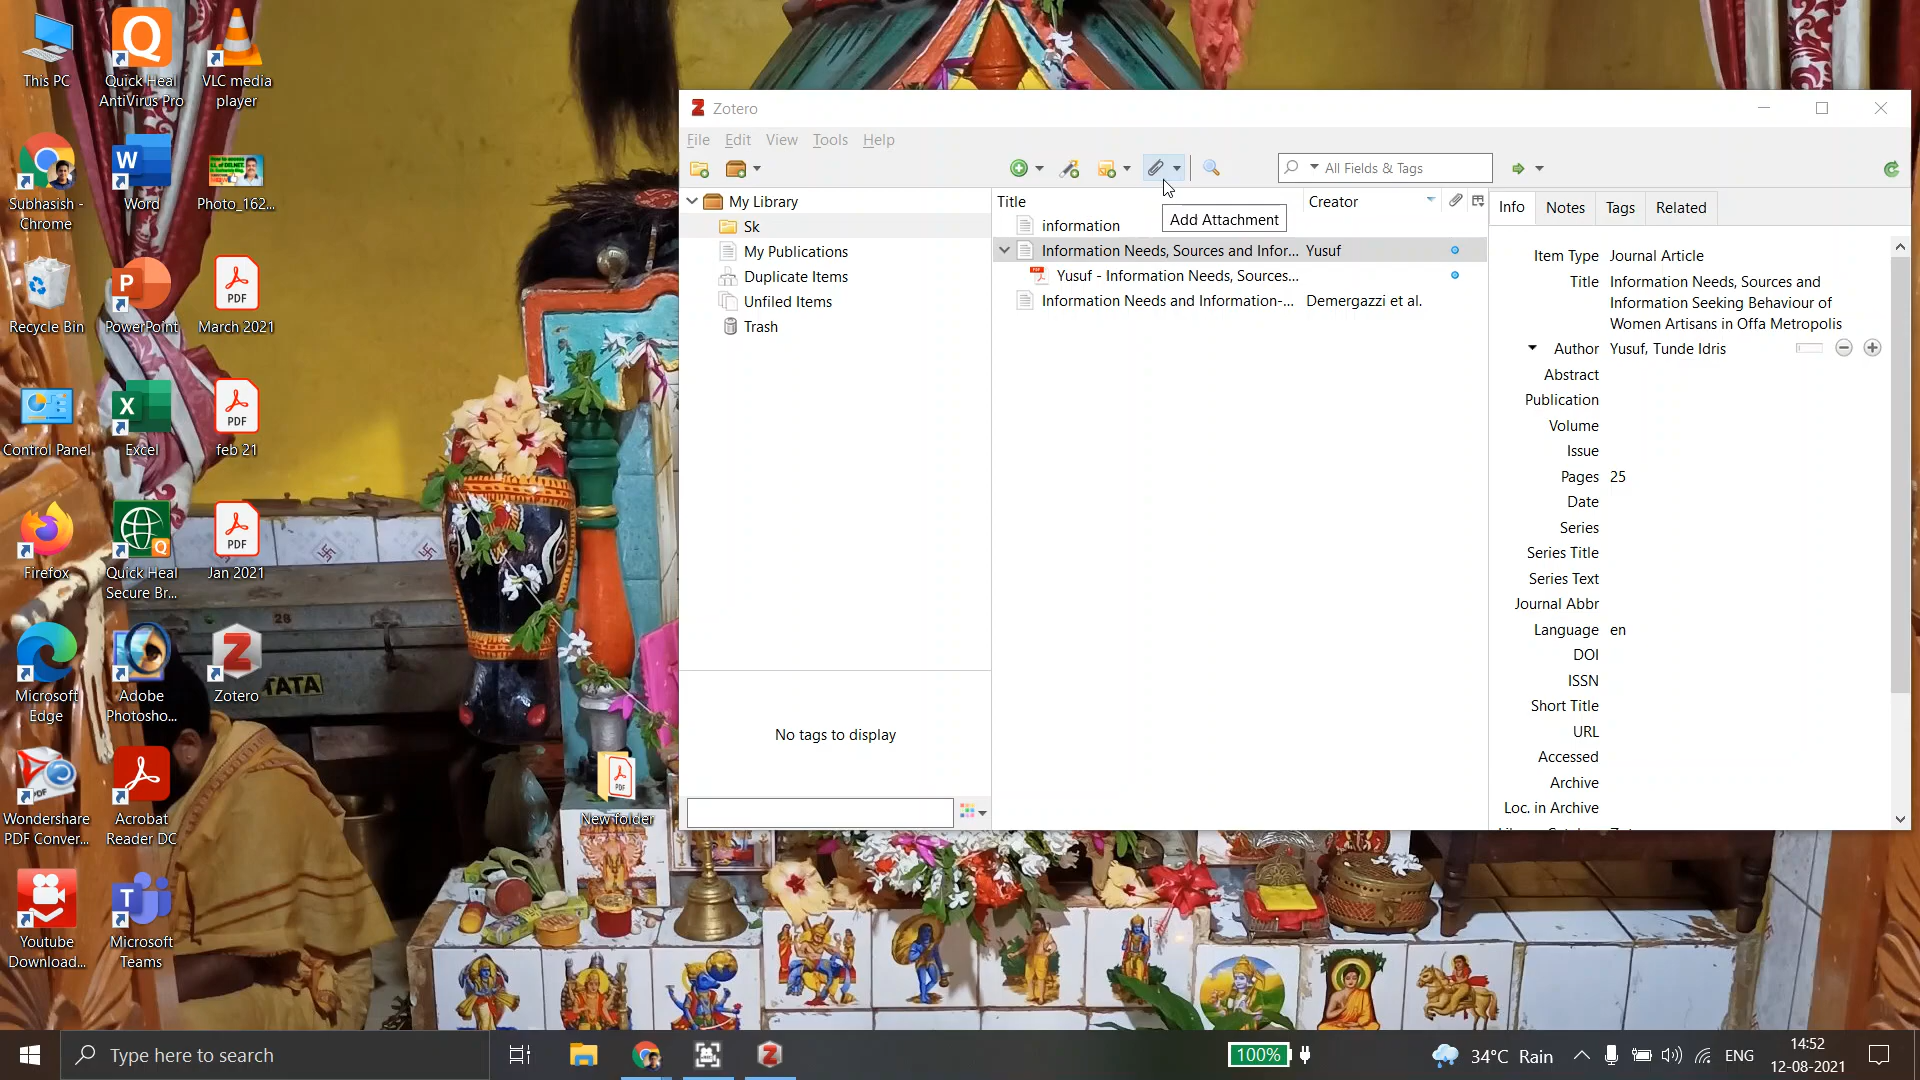 This PC
Quick Heal
AntiVirus Pro
VLC media
player
Subhasish -
Chrome
Word
Photo_162...
Recycle Bin
PowerPoint
March 2021
Control Panel
Excel
feb 21
Firefox
Quick Heal
Secure Br...
Jan 2021
Microsoft
Edge
Adobe
Photosho...
Zotero
TATA
28
Wondershare
PDF Conver...
Acrobat
Reader DC
New folder
Youtube
Download...
Microsoft
Teams
PDF
PDF
PDF
PDF
PDF
Zotero
File Edit View Tools Help
All Fields & Tags
My Library
Sk
My Publications
Duplicate Items
Unfiled Items
Trash
No tags to display
Title Creator
Add Attachment
information
Information Needs, Sources and Infor... Yusuf
Yusuf - Information Needs, Sources...
Information Needs and Information-... Demergazzi et al.
Info Notes Tags Related
Item Type Journal Article
Title Information Needs, Sources and
Information Seeking Behaviour of
Women Artisans in Offa Metropolis
Author Yusuf, Tunde Idris
Abstract
Publication
Volume
Issue
Pages 25
Date
Series
Series Title
Series Text
Journal Abbr
Language en
DOI
ISSN
Short Title
URL
Accessed
Archive
Loc. in Archive
Type here to search
100%
34°C Rain
ENG
14:52
12-08-2021